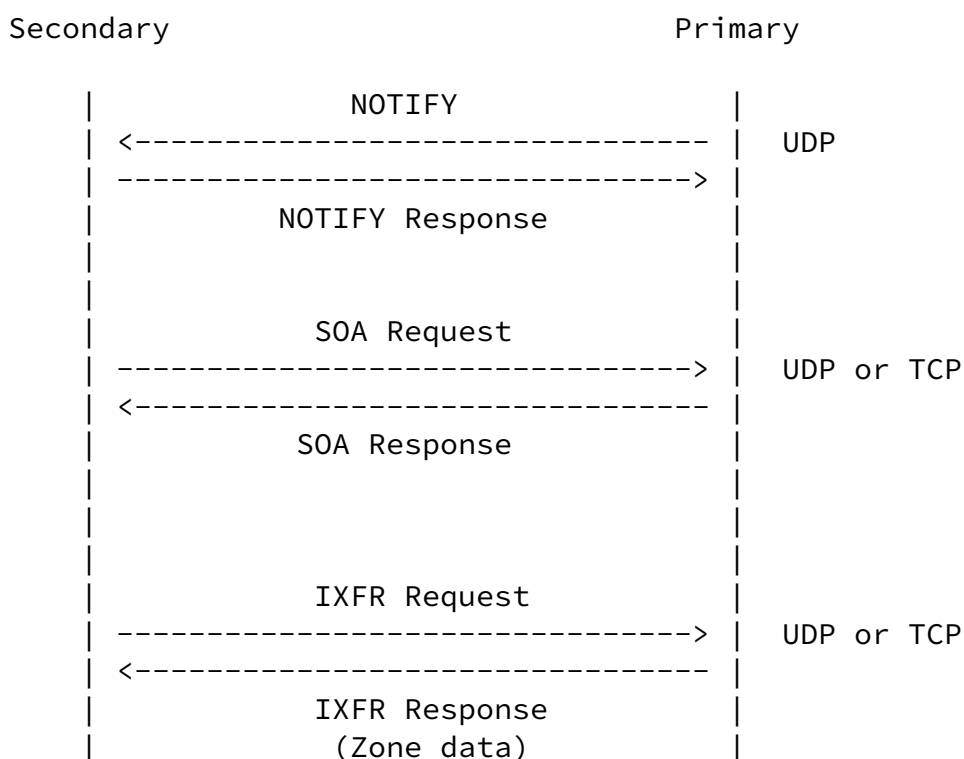 Secondary                              Primary
    |              NOTIFY               |
    | <-------------------------------- |  UDP
    | --------------------------------> |
    |          NOTIFY Response          |
    |                                   |
    |                                   |
    |            SOA Request            |
    | --------------------------------> |  UDP or TCP
    | <-------------------------------- |
    |           SOA Response            |
    |                                   |
    |                                   |
    |                                   |
    |            IXFR Request           |
    | --------------------------------> |  UDP or TCP
    | <-------------------------------- |
    |            IXFR Response          |
    |             (Zone data)           |